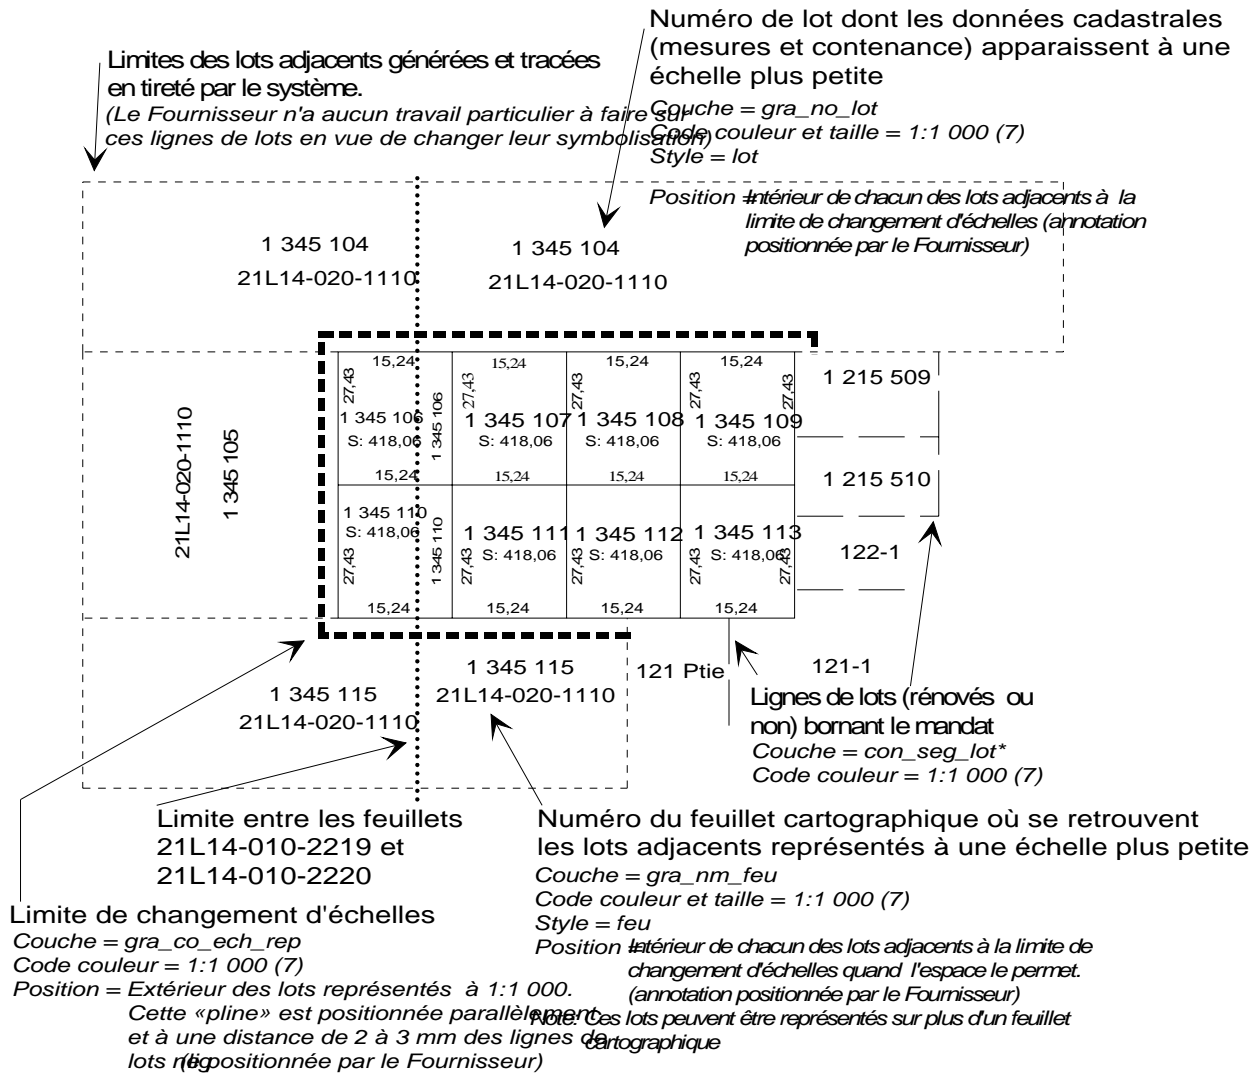 Numéro de lot dont les données cadastrales
(mesures et contenance) apparaissent à une
échelle plus petite
Couche = gra_no_lot
Code couleur et taille = 1:1 000 (7)
Style = lot
Position = Intérieur de chacun des lots adjacents à la
limite de changement d'échelles (annotation
positionnée par le Fournisseur)
Limites des lots adjacents générées et tracées
en tireté par le système.
(Le Fournisseur n'a aucun travail particulier à faire sur
ces lignes de lots en vue de changer leur symbolisation)
1 345 104
21L14-020-1110
1 345 104
21L14-020-1110
21L14-020-1110
1 345 105
15,24
15,24
15,24
15,24
27,43
27,43
27,43
27,43
27,43
1 345 106
S: 418,06
1 345 106
1 345 107
S: 418,06
1 345 108
S: 418,06
1 345 109
S: 418,06
15,24
15,24
15,24
15,24
1 215 509
1 215 510
122-1
1 345 110
S: 418,06
1 345 110
1 345 111
S: 418,06
1 345 112
S: 418,06
1 345 113
S: 418,06
27,43
27,43
27,43
27,43
27,43
15,24
15,24
15,24
15,24
1 345 115
21L14-020-1110
1 345 115
21L14-020-1110
121 Ptie
121-1
Lignes de lots (rénovés ou
non) bornant le mandat
Couche = con_seg_lot*
Code couleur = 1:1 000 (7)
Limite entre les feuillets
21L14-010-2219 et
21L14-010-2220
Numéro du feuillet cartographique où se retrouvent
les lots adjacents représentés à une échelle plus petite
Couche = gra_nm_feu
Code couleur et taille = 1:1 000 (7)
Style = feu
Position = Intérieur de chacun des lots adjacents à la limite de
changement d'échelles quand l'espace le permet.
(annotation positionnée par le Fournisseur)
Note: Ces lots peuvent être représentés sur plus d'un feuillet
cartographique
Limite de changement d'échelles
Couche = gra_co_ech_rep
Code couleur = 1:1 000 (7)
Position = Extérieur des lots représentés à 1:1 000.
Cette «pline» est positionnée parallèlement
et à une distance de 2 à 3 mm des lignes de
lots (positionnée par le Fournisseur)